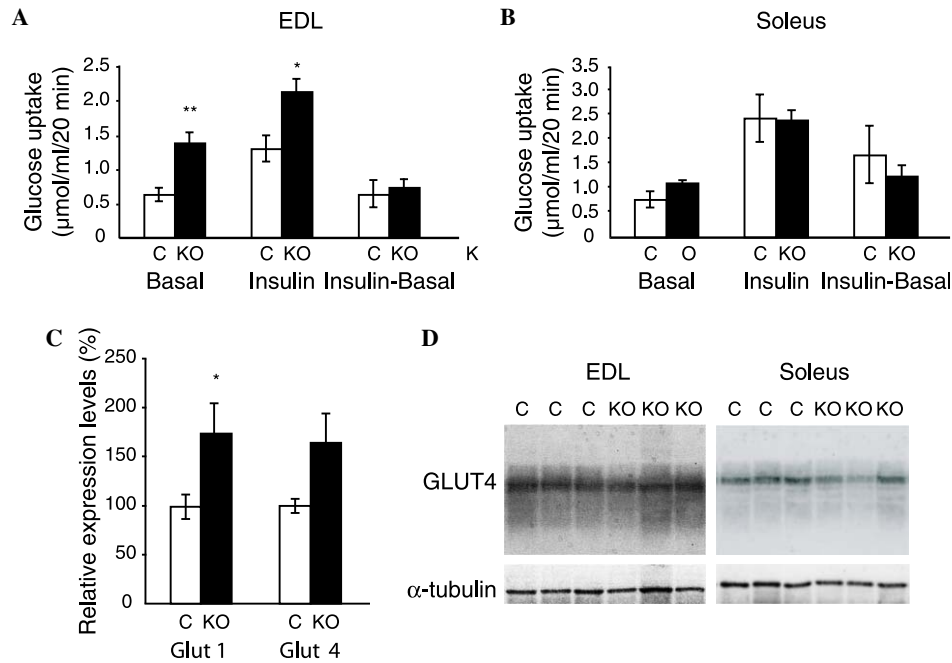 A
EDL
Glucose uptake
(µmol/ml/20 min)
2.5
2.0
1.5
1.0
0.5
0
**
*
C KO C KO C KO K
Basal Insulin Insulin-Basal
B
Soleus
Glucose uptake
(µmol/ml/20 min)
3.5
3.0
2.5
2.0
1.5
1.0
0.5
0
C O C KO C KO
Basal Insulin Insulin-Basal
C
Relative expression levels (%)
250
200
150
100
50
0
*
C KO C KO
Glut 1 Glut 4
D
EDL Soleus
C C C KO KO KO C C C KO KO KO
GLUT4
α-tubulin